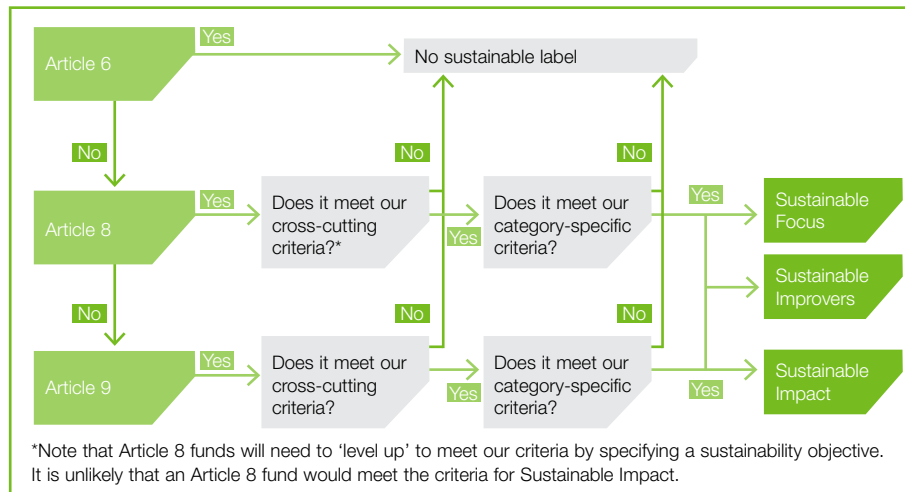 Yes
Article 6
No sustainable label
No
No
No
Yes
Article 8
Does it meet our
cross-cutting
criteria?*
Yes
Does it meet our
category-specific
criteria?
Yes
Sustainable
Focus
Sustainable
Improvers
No
No
No
Yes
Article 9
Does it meet our
cross-cutting
criteria?
Yes
Does it meet our
category-specific
criteria?
Yes
Sustainable
Impact
*Note that Article 8 funds will need to ‘level up’ to meet our criteria by specifying a sustainability objective.
It is unlikely that an Article 8 fund would meet the criteria for Sustainable Impact.